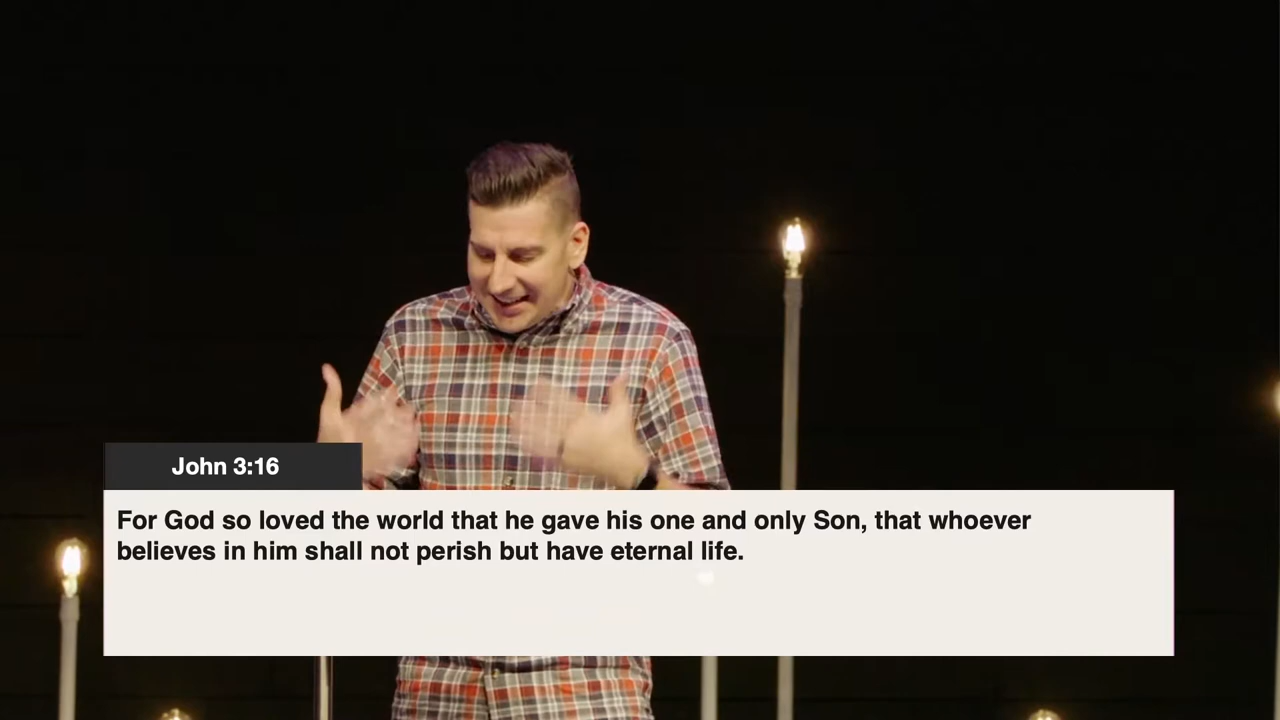 John 3:16
For God so loved the world that he gave his one and only Son, that whoever
believes in him shall not perish but have eternal life.